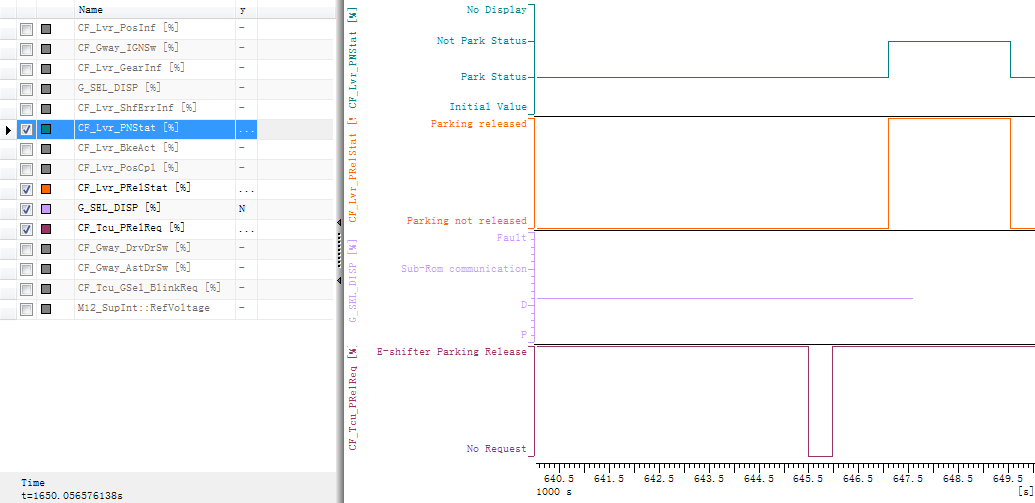 Name y
CF_Lvr_PosInf [%] -
CF_Gway_IGNSw [%] -
CF_Lvr_GearInf [%] -
G_SEL_DISP [%] -
CF_Lvr_ShfErrInf [%] -
CF_Lvr_PNStat [%] ...
CF_Lvr_BkeAct [%] -
CF_Lvr_PosCpl [%] -
CF_Lvr_PRelStat [%] ...
G_SEL_DISP [%] N
CF_Tcu_PRelReq [%] ...
CF_Gway_DrvDrSw [%] -
CF_Gway_AstDrSw [%] -
CF_Tcu_GSel_BlinkReq [%] -
M12_SupInt::RefVoltage -
Time
t=1650.056576138s
CF_Lvr_PNStat [%]
No Display
Not Park Status
Park Status
Initial Value
CF_Lvr_PRelStat
Parking released
Parking not released
G_SEL_DISP [%]
Fault
Sub-Rom communication
D
P
CF_Tcu_PRelReq [%
E-shifter Parking Release
No Request
640.5 641.5 642.5 643.5 644.5 645.5 646.5 647.5 648.5 649.5
1000 s [s]